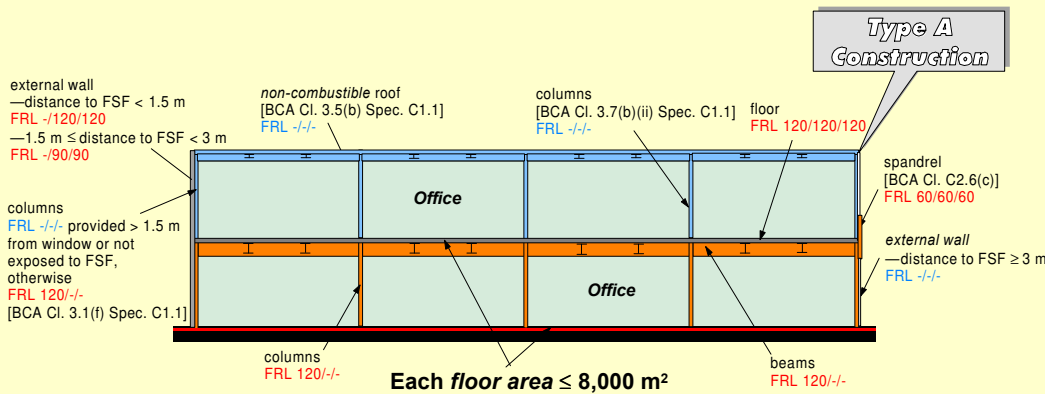 Type A
Construction
external wall
—distance to FSF < 1.5 m
FRL -/120/120
—1.5 m ≤ distance to FSF < 3 m
FRL -/90/90
non-combustible roof
[BCA Cl. 3.5(b) Spec. C1.1]
FRL -/-/-
columns
[BCA Cl. 3.7(b)(ii) Spec. C1.1]
FRL -/-/-
floor
FRL 120/120/120
spandrel
[BCA Cl. C2.6(c)]
FRL 60/60/60
columns
FRL -/-/- provided > 1.5 m
from window or not
exposed to FSF,
otherwise
FRL 120/-/-
[BCA Cl. 3.1(f) Spec. C1.1]
Office
external wall
—distance to FSF ≥ 3 m
FRL -/-/-
Office
columns
FRL 120/-/-
Each floor area ≤ 8,000 m²
beams
FRL 120/-/-